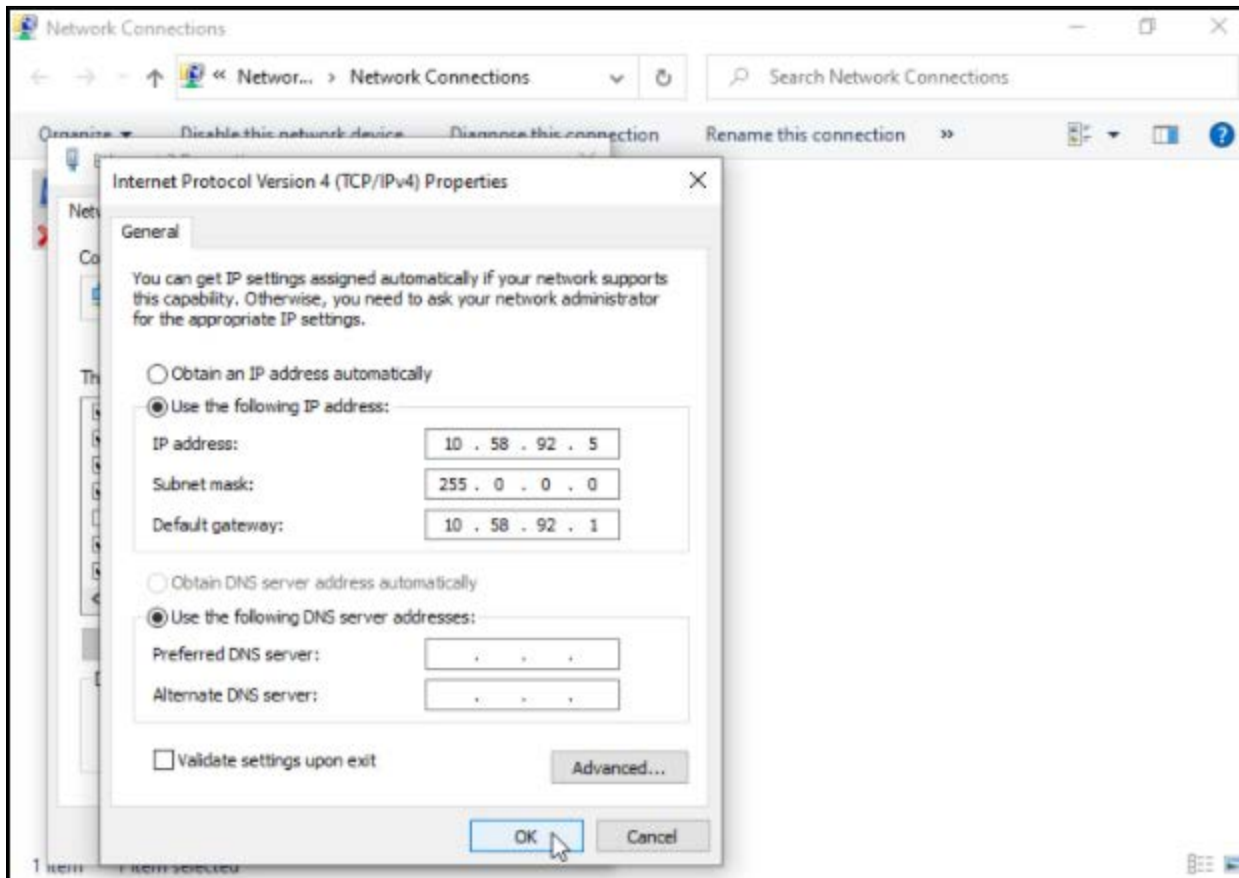 Network Connections
« Networ... › Network Connections
Search Network Connections
Organize Disable this network device Diagnose this connection Rename this connection »
Internet Protocol Version 4 (TCP/IPv4) Properties
General
You can get IP settings assigned automatically if your network supports
this capability. Otherwise, you need to ask your network administrator
for the appropriate IP settings.
Obtain an IP address automatically
Use the following IP address:
IP address: 10 . 58 . 92 . 5
Subnet mask: 255 . 0 . 0 . 0
Default gateway: 10 . 58 . 92 . 1
Obtain DNS server address automatically
Use the following DNS server addresses:
Preferred DNS server: . . .
Alternate DNS server: . . .
Validate settings upon exit
Advanced...
OK Cancel
1 item 1 item selected